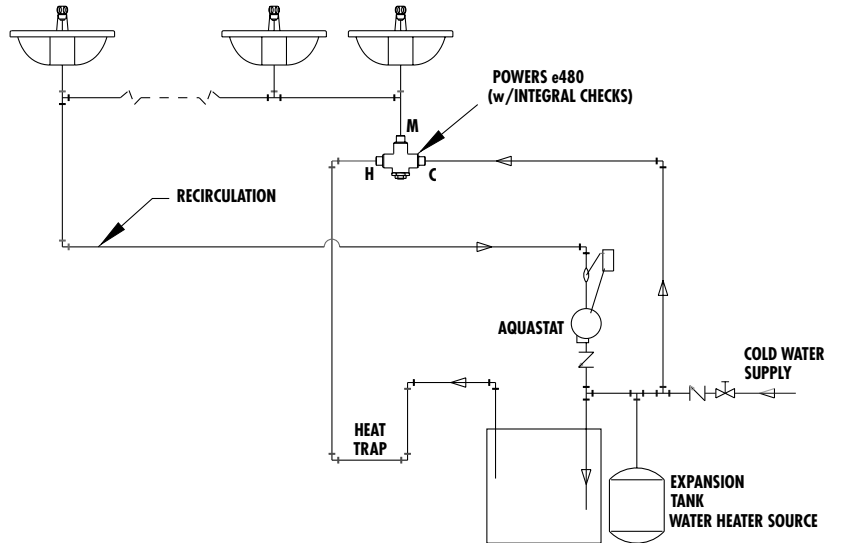 POWERS e480
(w/INTEGRAL CHECKS)
M
H
C
RECIRCULATION
AQUASTAT
COLD WATER
SUPPLY
HEAT
TRAP
EXPANSION
TANK
WATER HEATER SOURCE